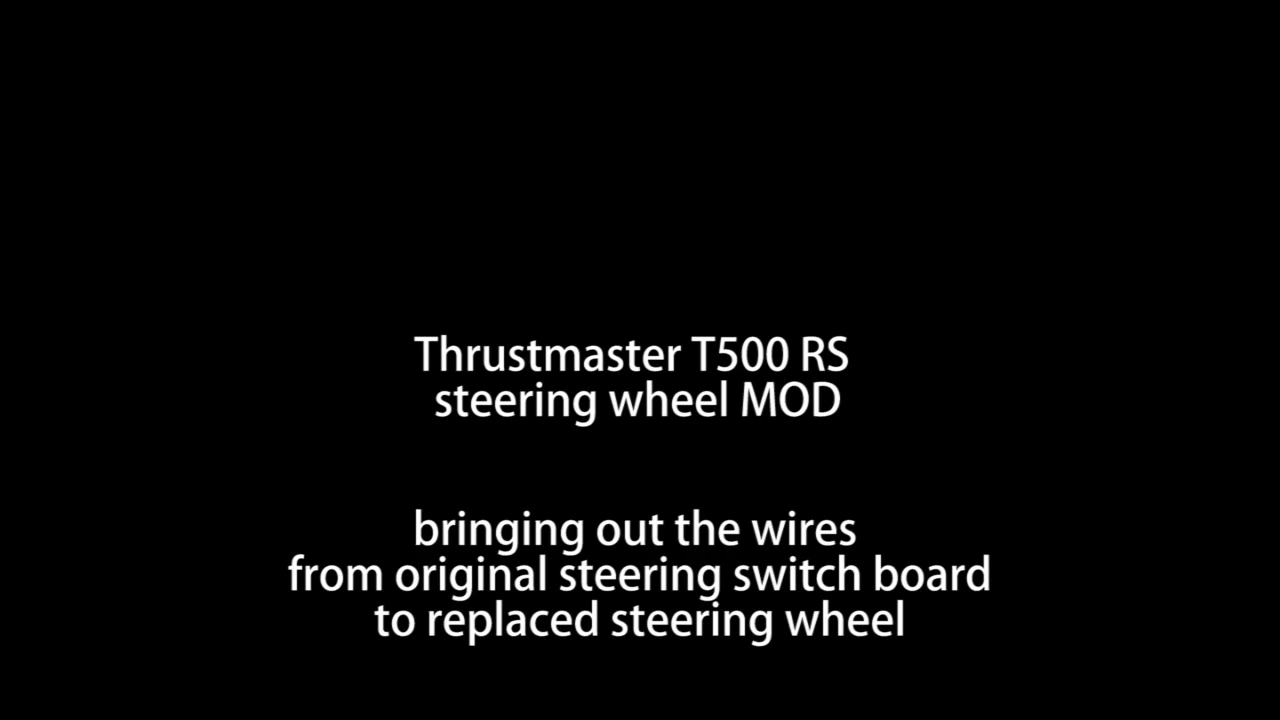 Thrustmaster T500 RS
steering wheel MOD
bringing out the wires
from original steering switch board
to replaced steering wheel